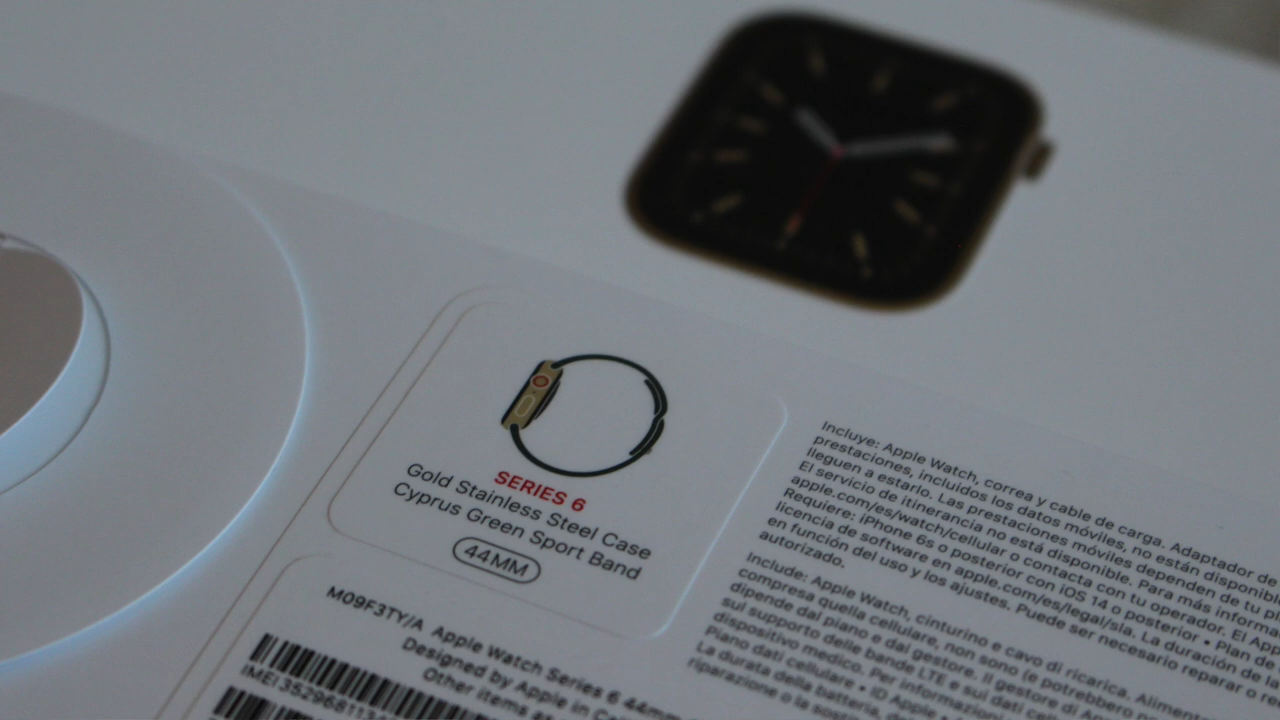 SERIES 6
Gold Stainless Steel Case
Cyprus Green Sport Band
44MM
M09F3TY/A Apple Watch Series 6 44mm
Designed by Apple in
Other items
IMEI
Incluye: Apple Watch, correa y cable de carga. Adaptador de
prestaciones, incluidos los datos móviles, no están
lleguen a estarlo. Las prestaciones móviles dependen de tu
El servicio de itinerancia no está disponible. Para más
apple.com/es/watch/cellular o contacta con tu operador. El
Requiere: iPhone 6s o posterior con iOS 14 o posterior • Plan de
licencia de software en apple.com/es/legal/sla. La duración de la
en función del uso y los ajustes. Puede ser necesario reparar o
autorizado.
Include: Apple Watch, cinturino e cavo di ricarica.
compresa quella cellulare, non sono (e potrebbero
dipende dal piano e dal gestore. Il gestore di
sul supporto delle bande LTE e sui dati
dispositivo medico. Per informazioni
Piano dati cellulare • ID Apple
La durata della batteria,
riparazione o la